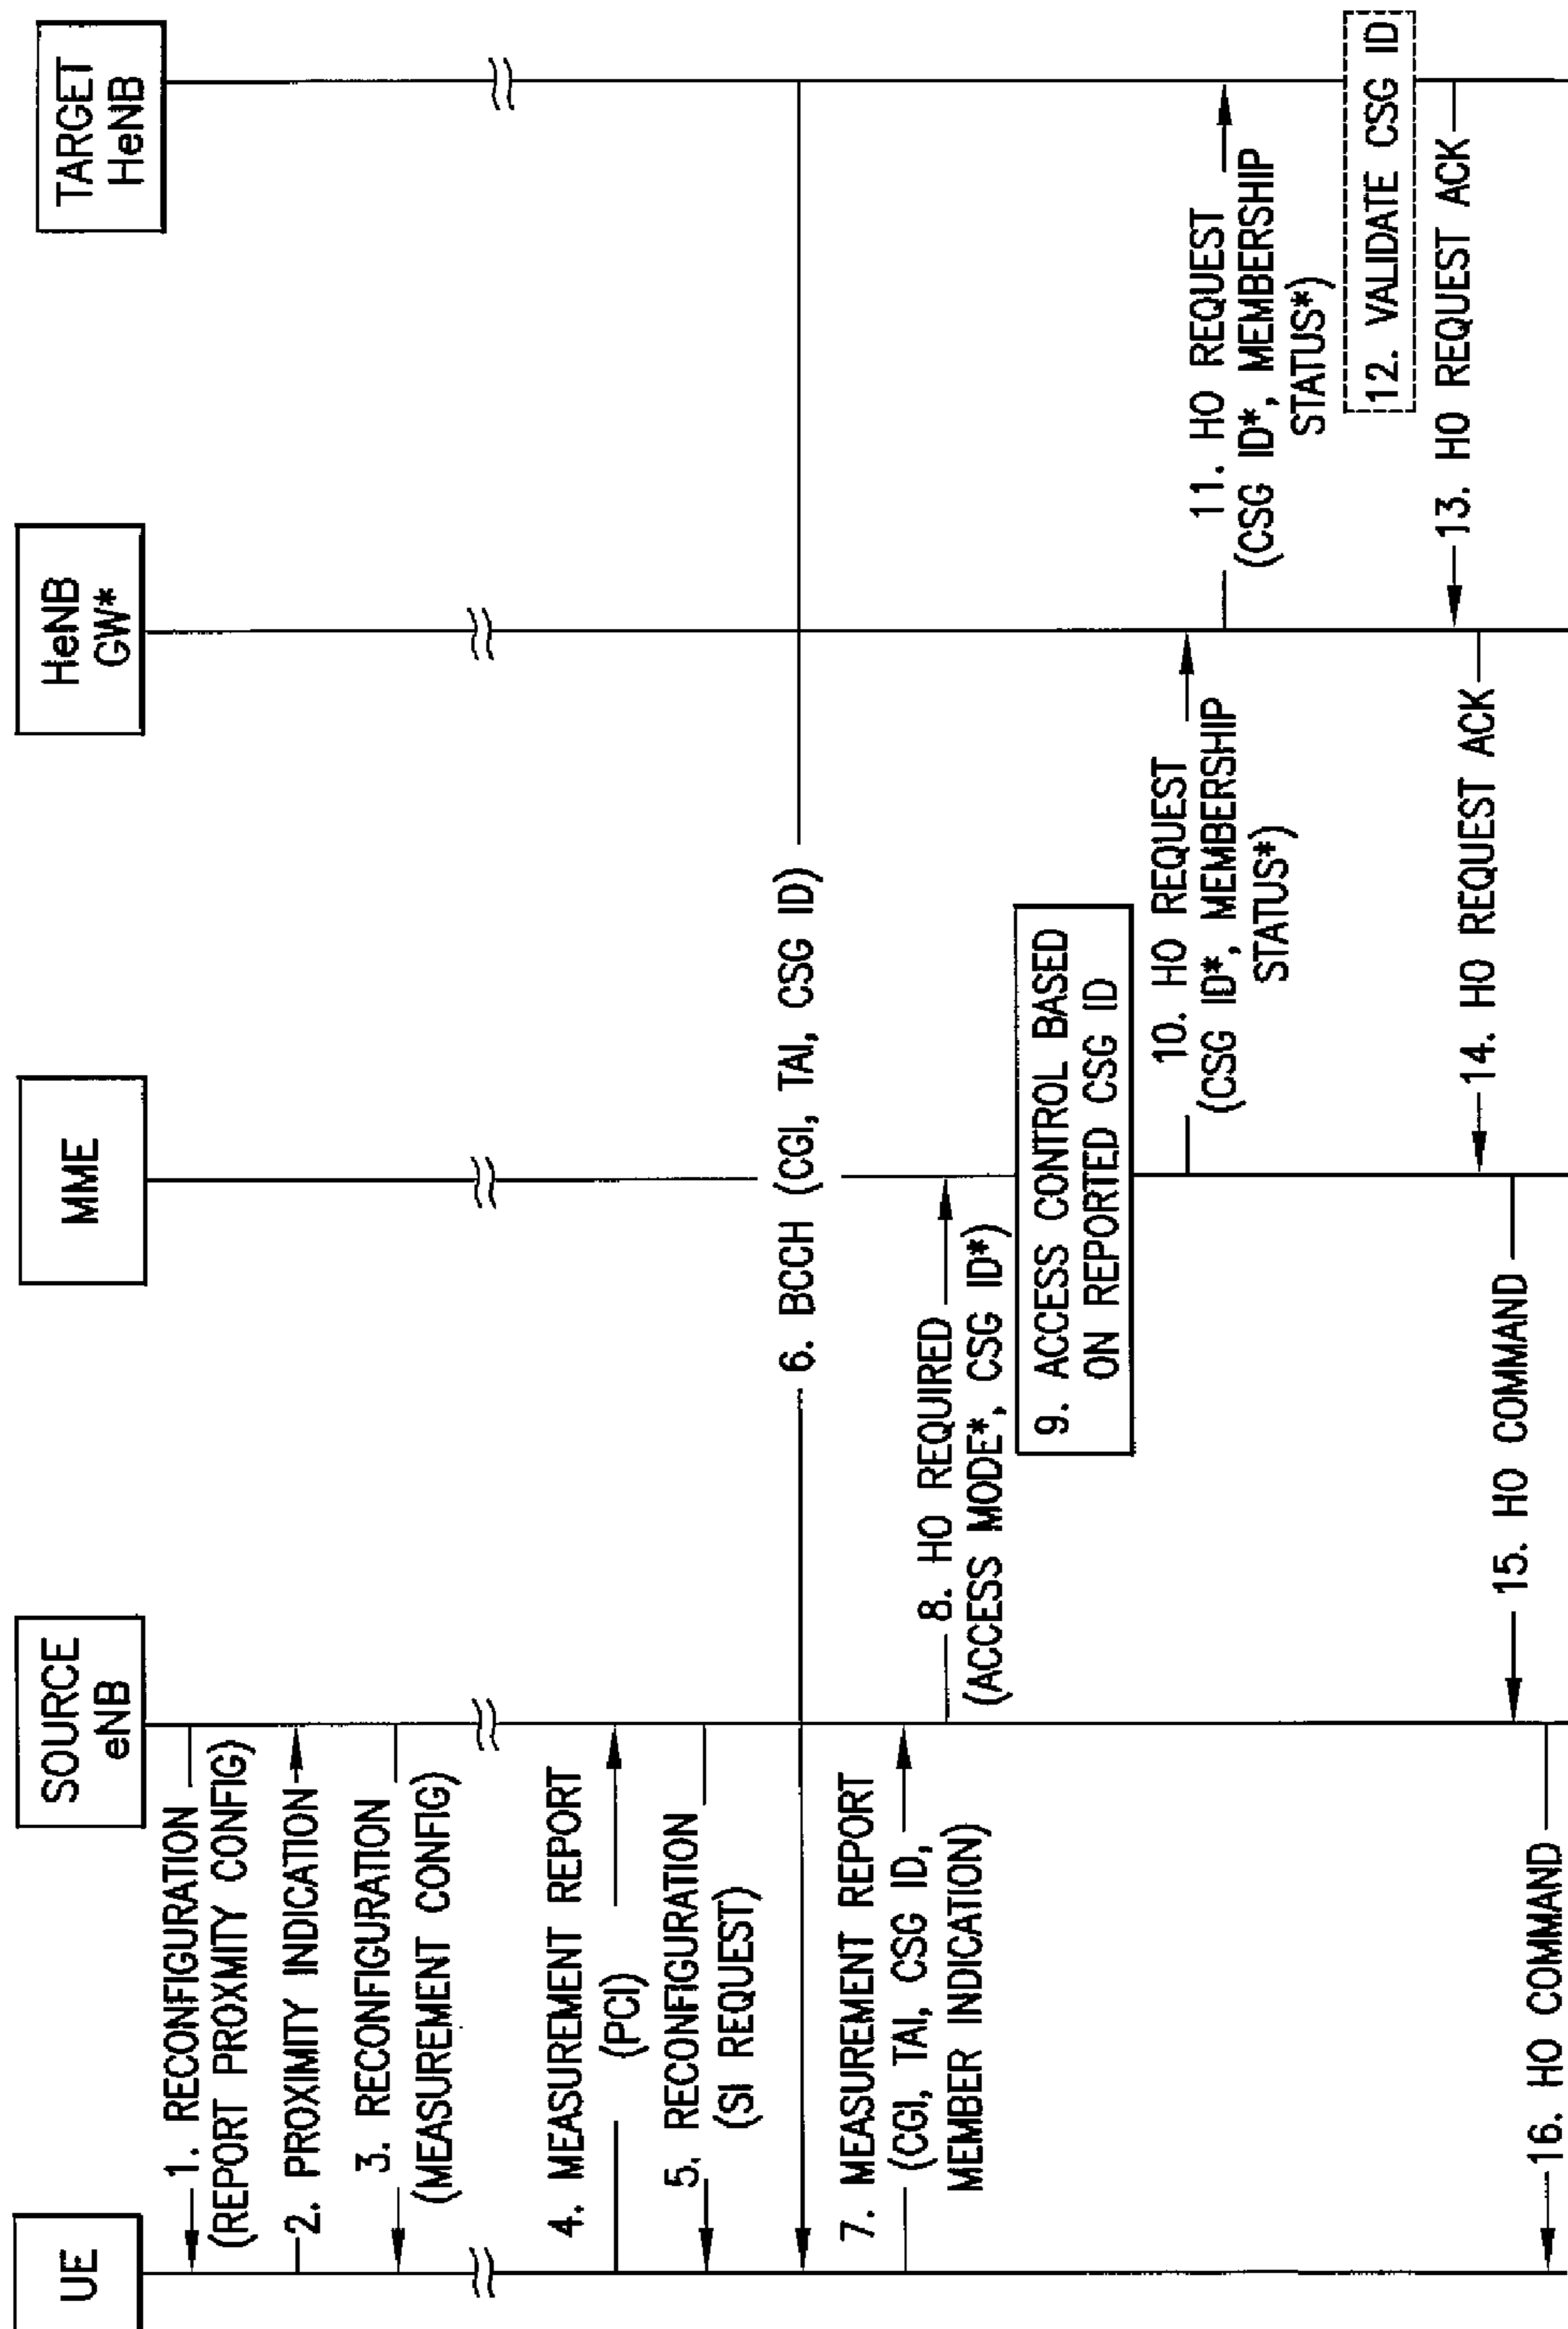 UE
SOURCE
eNB
MME
HeNB
GW*
TARGET
HeNB
1. RECONFIGURATION
(REPORT PROXIMITY CONFIG)
2. PROXIMITY INDICATION
3. RECONFIGURATION
(MEASUREMENT CONFIG)
4. MEASUREMENT REPORT
(PCI)
5. RECONFIGURATION
(SI REQUEST)
6. BCCH (CGI, TAI, CSG ID)
7. MEASUREMENT REPORT
(CGI, TAI, CSG ID,
MEMBER INDICATION)
8. HO REQUIRED
(ACCESS MODE*, CSG ID*)
9. ACCESS CONTROL BASED
ON REPORTED CSG ID
10. HO REQUEST
(CSG ID*, MEMBERSHIP
STATUS*)
11. HO REQUEST
(CSG ID*, MEMBERSHIP
STATUS*)
12. VALIDATE CSG ID
13. HO REQUEST ACK
14. HO REQUEST ACK
15. HO COMMAND
16. HO COMMAND